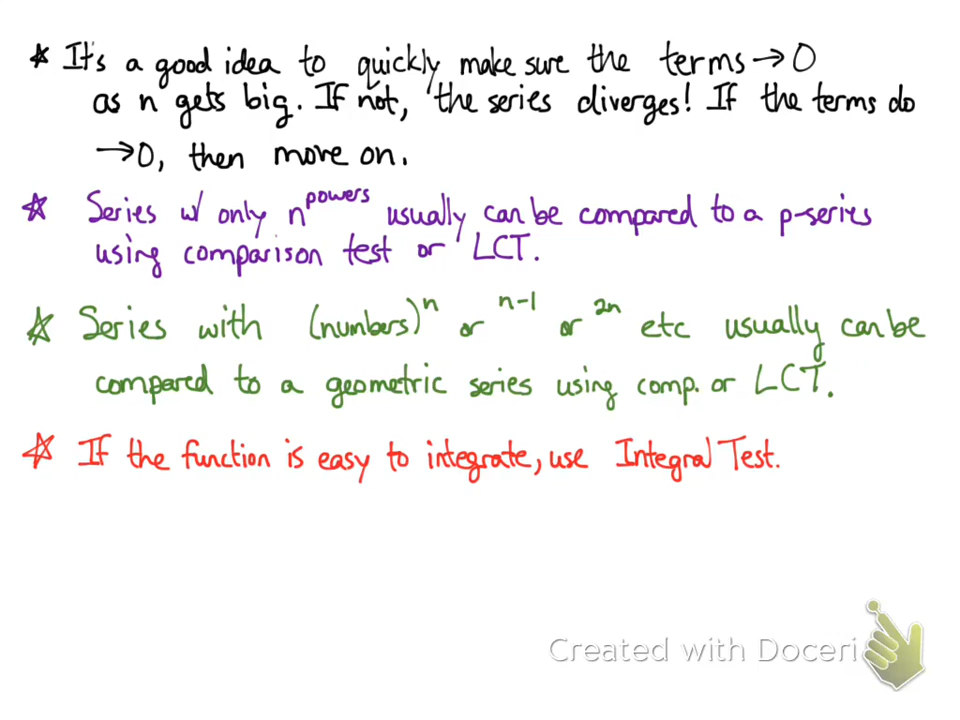 ☆ It's a good idea to quickly make sure the terms → 0
as n gets big. If not, the series diverges! If the terms do
→0, then move on.
☆ Series w/ only n^powers usually can be compared to a p-series
using comparison test or LCT.
☆ Series with (numbers)^n or ^n-1 or ^2n etc usually can be
compared to a geometric series using comp. or LCT.
☆ If the function is easy to integrate, use Integral Test.
Created with Doceri